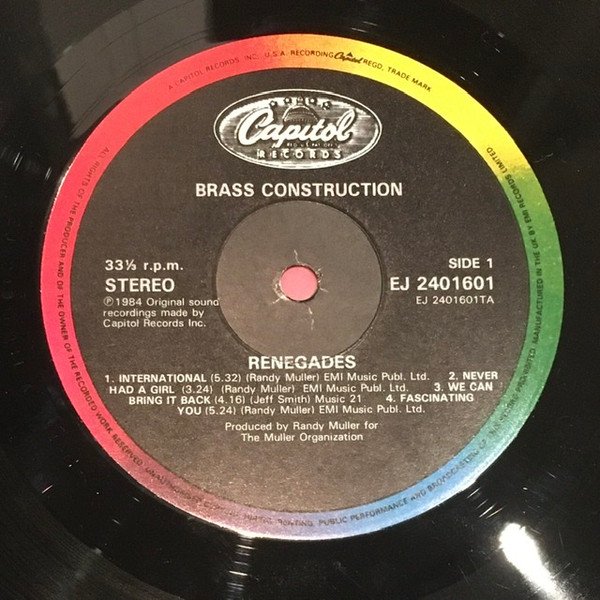 A CAPITOL RECORDS, INC. U.S.A. RECORDING Capitol REGD. TRADE MARK
Capitol
RECORDS
BRASS CONSTRUCTION
33⅓ r.p.m.
STEREO
℗1984 Original sound
recordings made by
Capitol Records Inc.
SIDE 1
EJ 2401601
EJ 2401601TA
RENEGADES
1. INTERNATIONAL (5.32) (Randy Muller) EMI Music Publ. Ltd. 2. NEVER
HAD A GIRL (3.24) (Randy Muller) EMI Music Publ. Ltd. 3. WE CAN
BRING IT BACK (4.16) (Jeff Smith) Music 21 4. FASCINATING
YOU (5.24) (Randy Muller) EMI Music Publ. Ltd.
Produced by Randy Muller for
The Muller Organization
MANUFACTURED IN THE UK BY EMI RECORDS LIMITED
ALL RIGHTS OF THE PRODUCER AND OF THE OWNER OF THE RECORDED WORK RESERVED. PUBLIC PERFORMANCE AND BROADCASTING